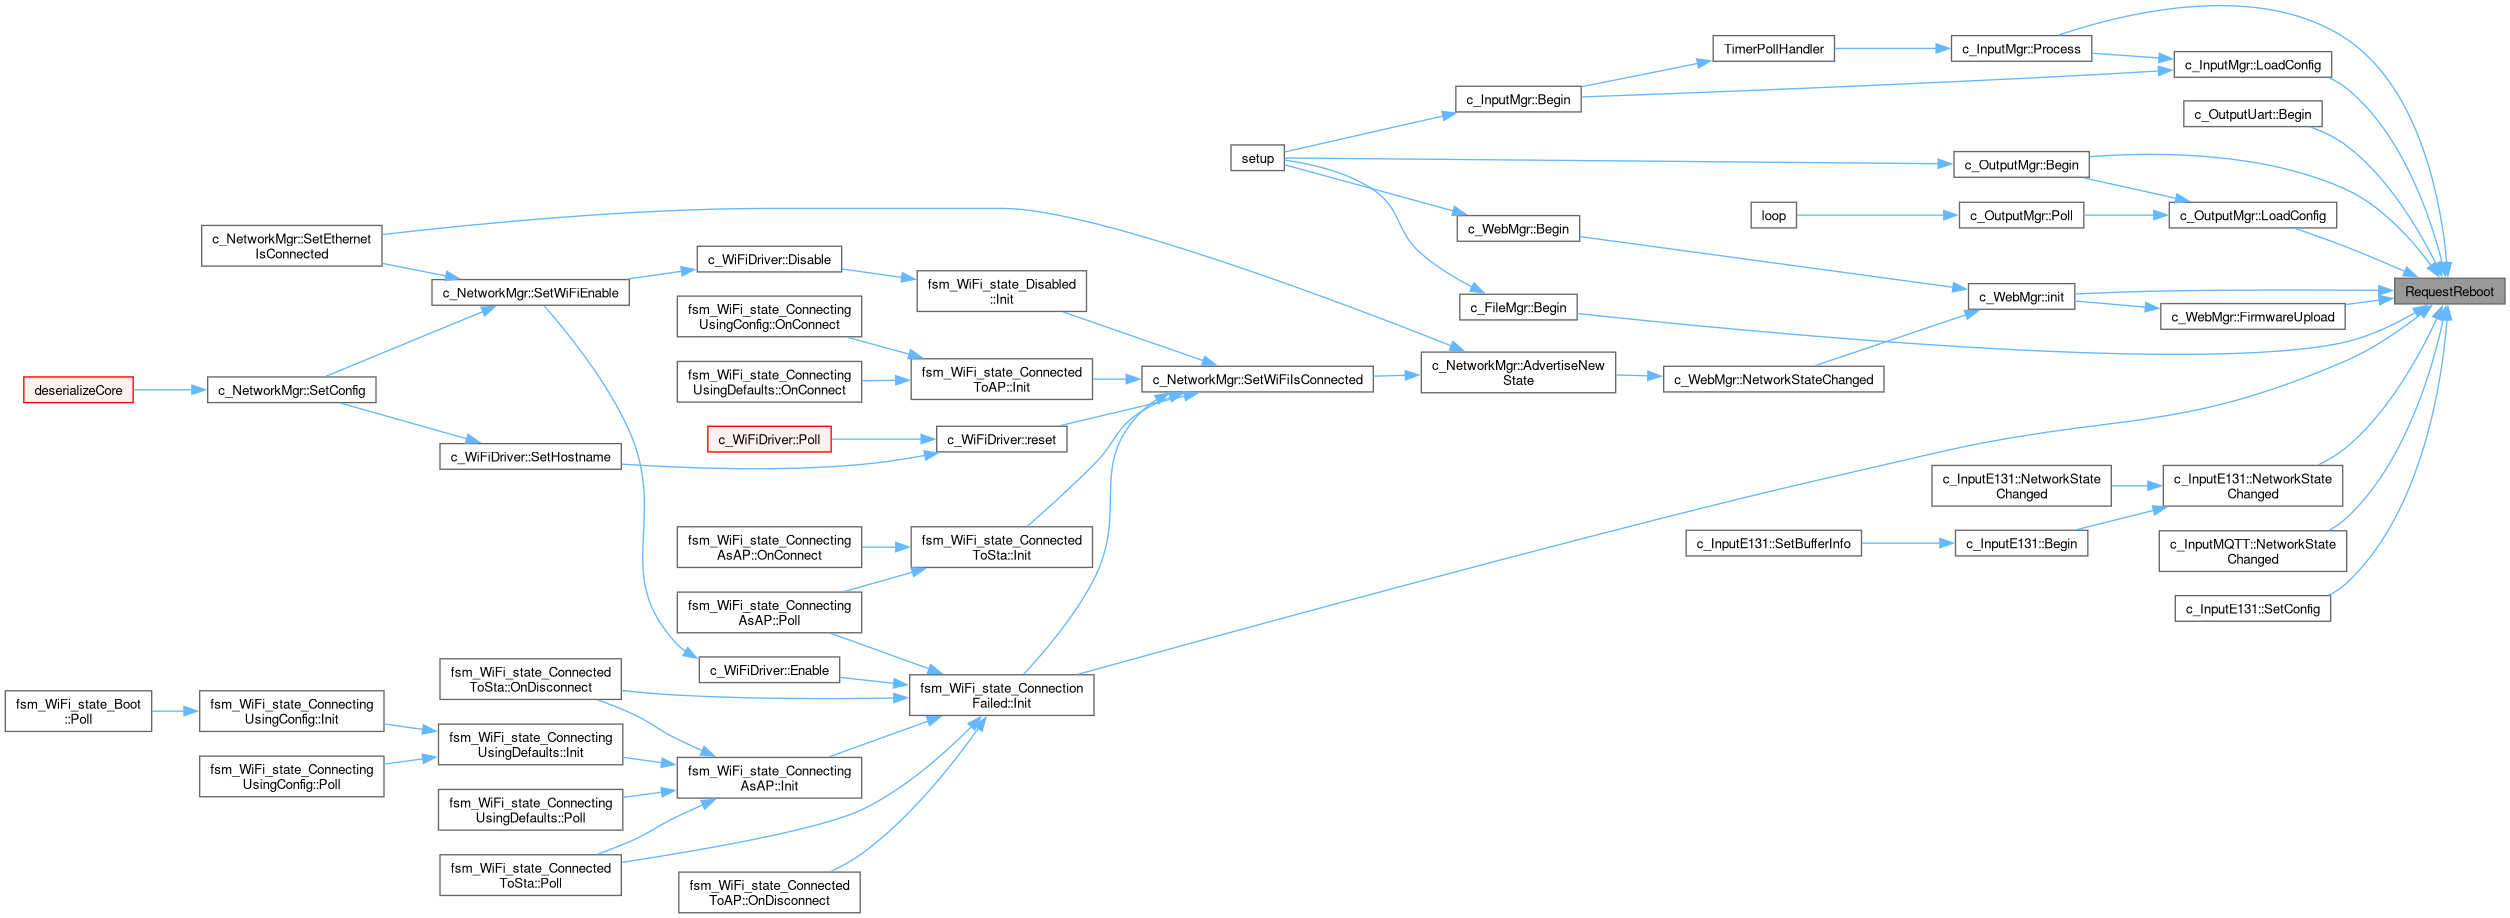 TimerPollHandler
c_InputMgr::Process
c_InputMgr::LoadConfig
c_InputMgr::Begin
c_OutputUart::Begin
setup
c_OutputMgr::Begin
loop
c_OutputMgr::Poll
c_OutputMgr::LoadConfig
c_WebMgr::Begin
c_NetworkMgr::SetEthernet
IsConnected
c_WiFiDriver::Disable
c_NetworkMgr::SetWiFiEnable
fsm_WiFi_state_Disabled
::Init
c_FileMgr::Begin
c_WebMgr::init
RequestReboot
c_WebMgr::FirmwareUpload
fsm_WiFi_state_Connecting
UsingConfig::OnConnect
fsm_WiFi_state_Connecting
UsingDefaults::OnConnect
fsm_WiFi_state_Connected
ToAP::Init
c_NetworkMgr::SetWiFiIsConnected
c_NetworkMgr::AdvertiseNew
State
c_WebMgr::NetworkStateChanged
deserializeCore
c_NetworkMgr::SetConfig
c_WiFiDriver::Poll
c_WiFiDriver::reset
c_WiFiDriver::SetHostname
c_InputE131::NetworkState
Changed
c_InputE131::NetworkState
Changed
fsm_WiFi_state_Connecting
AsAP::OnConnect
fsm_WiFi_state_Connected
ToSta::Init
c_InputE131::SetBufferInfo
c_InputE131::Begin
c_InputMQTT::NetworkState
Changed
fsm_WiFi_state_Connecting
AsAP::Poll
c_InputE131::SetConfig
fsm_WiFi_state_Connected
ToSta::OnDisconnect
c_WiFiDriver::Enable
fsm_WiFi_state_Connection
Failed::Init
fsm_WiFi_state_Boot
::Poll
fsm_WiFi_state_Connecting
UsingConfig::Init
fsm_WiFi_state_Connecting
UsingDefaults::Init
fsm_WiFi_state_Connecting
UsingConfig::Poll
fsm_WiFi_state_Connecting
AsAP::Init
fsm_WiFi_state_Connecting
UsingDefaults::Poll
fsm_WiFi_state_Connected
ToSta::Poll
fsm_WiFi_state_Connected
ToAP::OnDisconnect